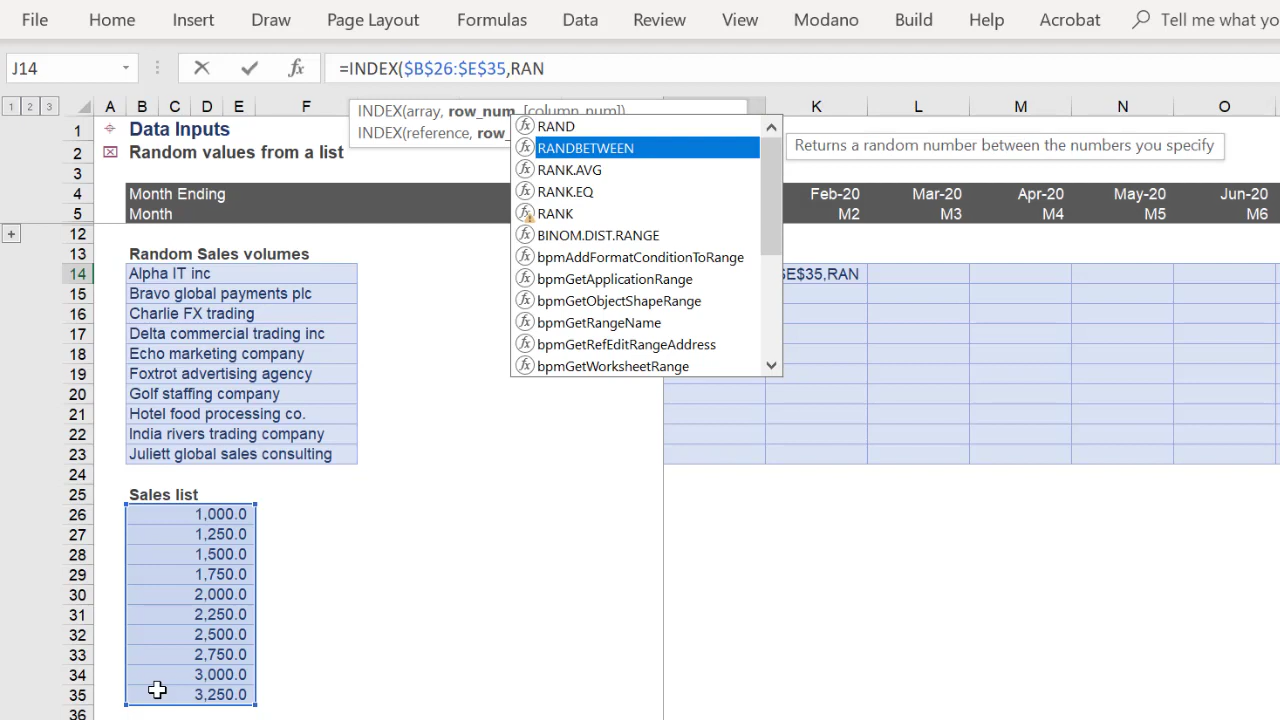 File Home Insert Draw Page Layout Formulas Data Review View Modano Build Help Acrobat Tell me what yo
J14 fx =INDEX($B$26:$E$35,RAN
1 2 3 A B C D E F K L M N O
INDEX(array, row_num, [column_num])
INDEX(reference, row_
RAND
RANDBETWEEN
Returns a random number between the numbers you specify
RANK.AVG
RANK.EQ
RANK
BINOM.DIST.RANGE
bpmAddFormatConditionToRange
bpmGetApplicationRange
bpmGetObjectShapeRange
bpmGetRangeName
bpmGetRefEditRangeAddress
bpmGetWorksheetRange
1 Data Inputs
2 Random values from a list
3
4 Month Ending Feb-20 Mar-20 Apr-20 May-20 Jun-20
5 Month M2 M3 M4 M5 M6
12
13 Random Sales volumes
14 Alpha IT inc $E$35,RAN
15 Bravo global payments plc
16 Charlie FX trading
17 Delta commercial trading inc
18 Echo marketing company
19 Foxtrot advertising agency
20 Golf staffing company
21 Hotel food processing co.
22 India rivers trading company
23 Juliett global sales consulting
24
25 Sales list
26 1,000.0
27 1,250.0
28 1,500.0
29 1,750.0
30 2,000.0
31 2,250.0
32 2,500.0
33 2,750.0
34 3,000.0
35 3,250.0
36